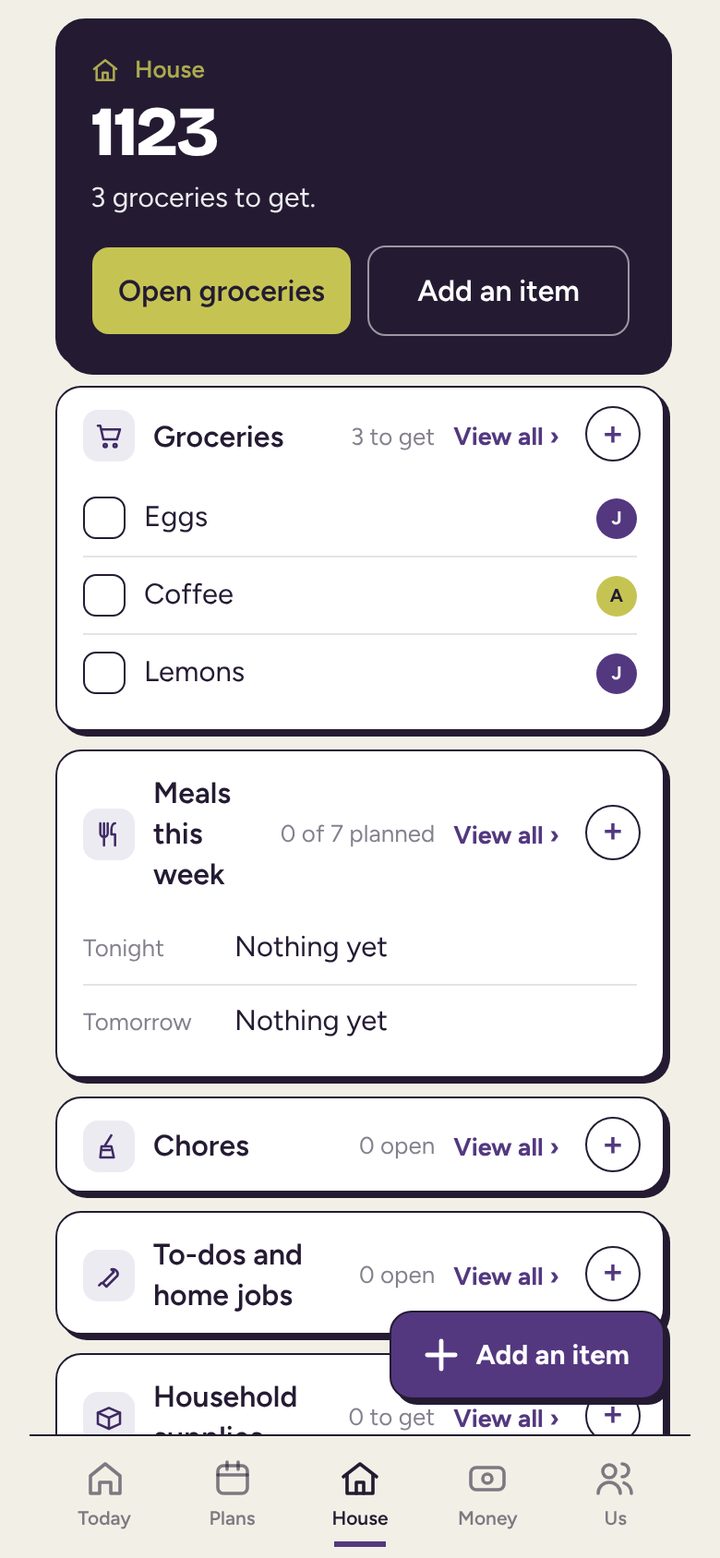 House
1123
3 groceries to get.
Open groceries
Add an item
Groceries 3 to get View all ›
Eggs J
Coffee A
Lemons J
Meals
this
week
0 of 7 planned View all ›
Tonight Nothing yet
Tomorrow Nothing yet
Chores 0 open View all ›
To-dos and
home jobs
0 open View all ›
Add an item
Household
supplies
0 to get View all ›
Today Plans House Money Us